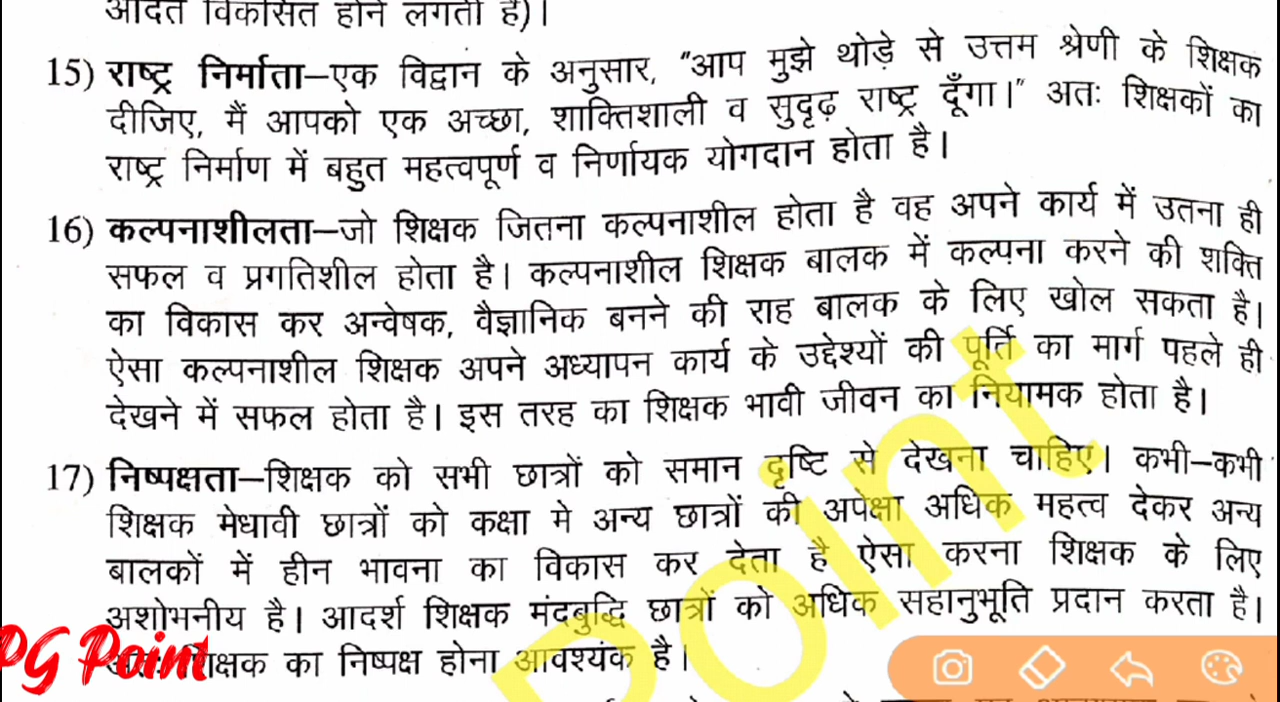 आदत विकसित होने लगती है)।
15) राष्ट्र निर्माता–एक विद्वान के अनुसार, "आप मुझे थोड़े से उत्तम श्रेणी के शिक्षक
दीजिए, मैं आपको एक अच्छा, शाक्तिशाली व सुदृढ़ राष्ट्र दूँगा।" अतः शिक्षकों का
राष्ट्र निर्माण में बहुत महत्वपूर्ण व निर्णायक योगदान होता है।
16) कल्पनाशीलता–जो शिक्षक जितना कल्पनाशील होता है वह अपने कार्य में उतना ही
सफल व प्रगतिशील होता है। कल्पनाशील शिक्षक बालक में कल्पना करने की शक्ति
का विकास कर अन्वेषक, वैज्ञानिक बनने की राह बालक के लिए खोल सकता है।
ऐसा कल्पनाशील शिक्षक अपने अध्यापन कार्य के उद्देश्यों की पूर्ति का मार्ग पहले ही
देखने में सफल होता है। इस तरह का शिक्षक भावी जीवन का नियामक होता है।
17) निष्पक्षता–शिक्षक को सभी छात्रों को समान दृष्टि से देखना चाहिए। कभी–कभी
शिक्षक मेधावी छात्रों को कक्षा मे अन्य छात्रों की अपेक्षा अधिक महत्व देकर अन्य
बालकों में हीन भावना का विकास कर देता है ऐसा करना शिक्षक के लिए
अशोभनीय है। आदर्श शिक्षक मंदबुद्धि छात्रों को अधिक सहानुभूति प्रदान करता है।
शिक्षक का निष्पक्ष होना आवश्यंक है।
PG Point
Point